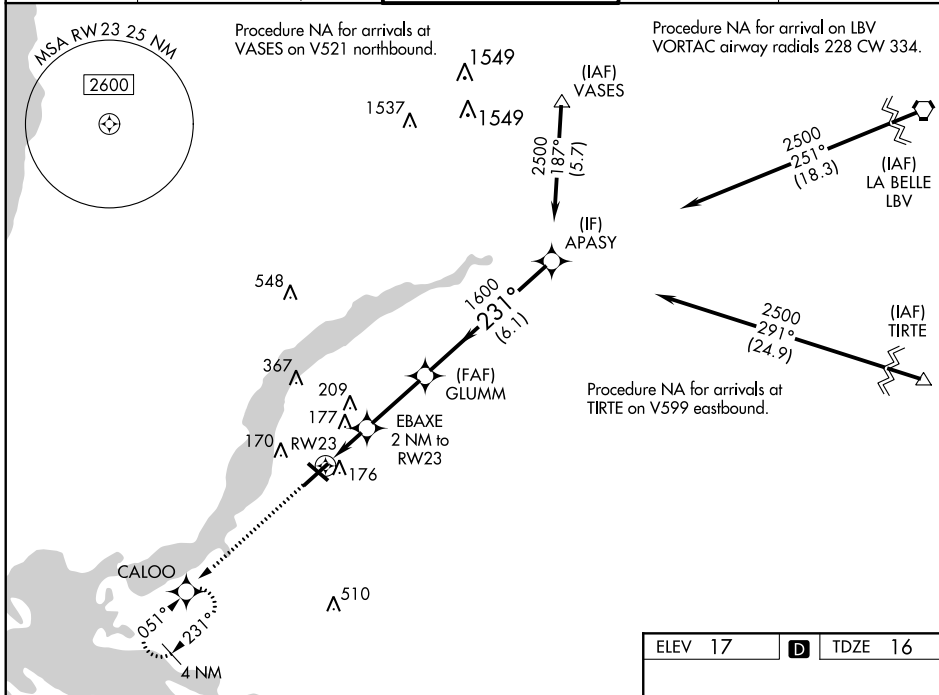 MSA RW23 25 NM
2600
Procedure NA for arrivals at
VASES on V521 northbound.
Procedure NA for arrival on LBV
VORTAC airway radials 228 CW 334.
1549
1537
1549
(IAF)
VASES
2500
187°
(5.7)
2500
251°
(18.3)
(IAF)
LA BELLE
LBV
(IF)
APASY
548
1600
231°
(6.1)
2500
291°
(24.9)
(IAF)
TIRTE
367
(FAF)
GLUMM
Procedure NA for arrivals at
TIRTE on V599 eastbound.
209
177
EBAXE
2 NM to
RW23
170
RW23
176
CALOO
510
051°
231°
4 NM
ELEV 17
D
TDZE 16